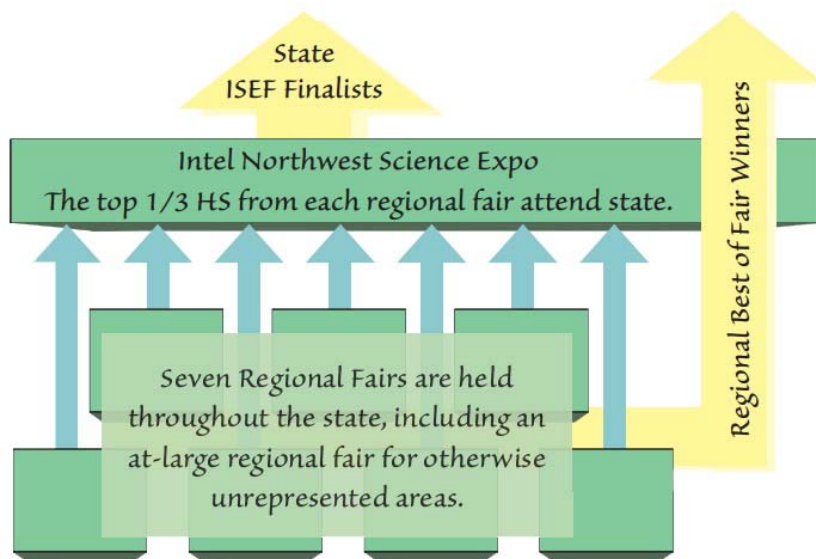 State
ISEF Finalists
Intel Northwest Science Expo
The top 1/3 HS from each regional fair attend state.
Regional Best of Fair Winners
Seven Regional Fairs are held
throughout the state, including an
at-large regional fair for otherwise
unrepresented areas.